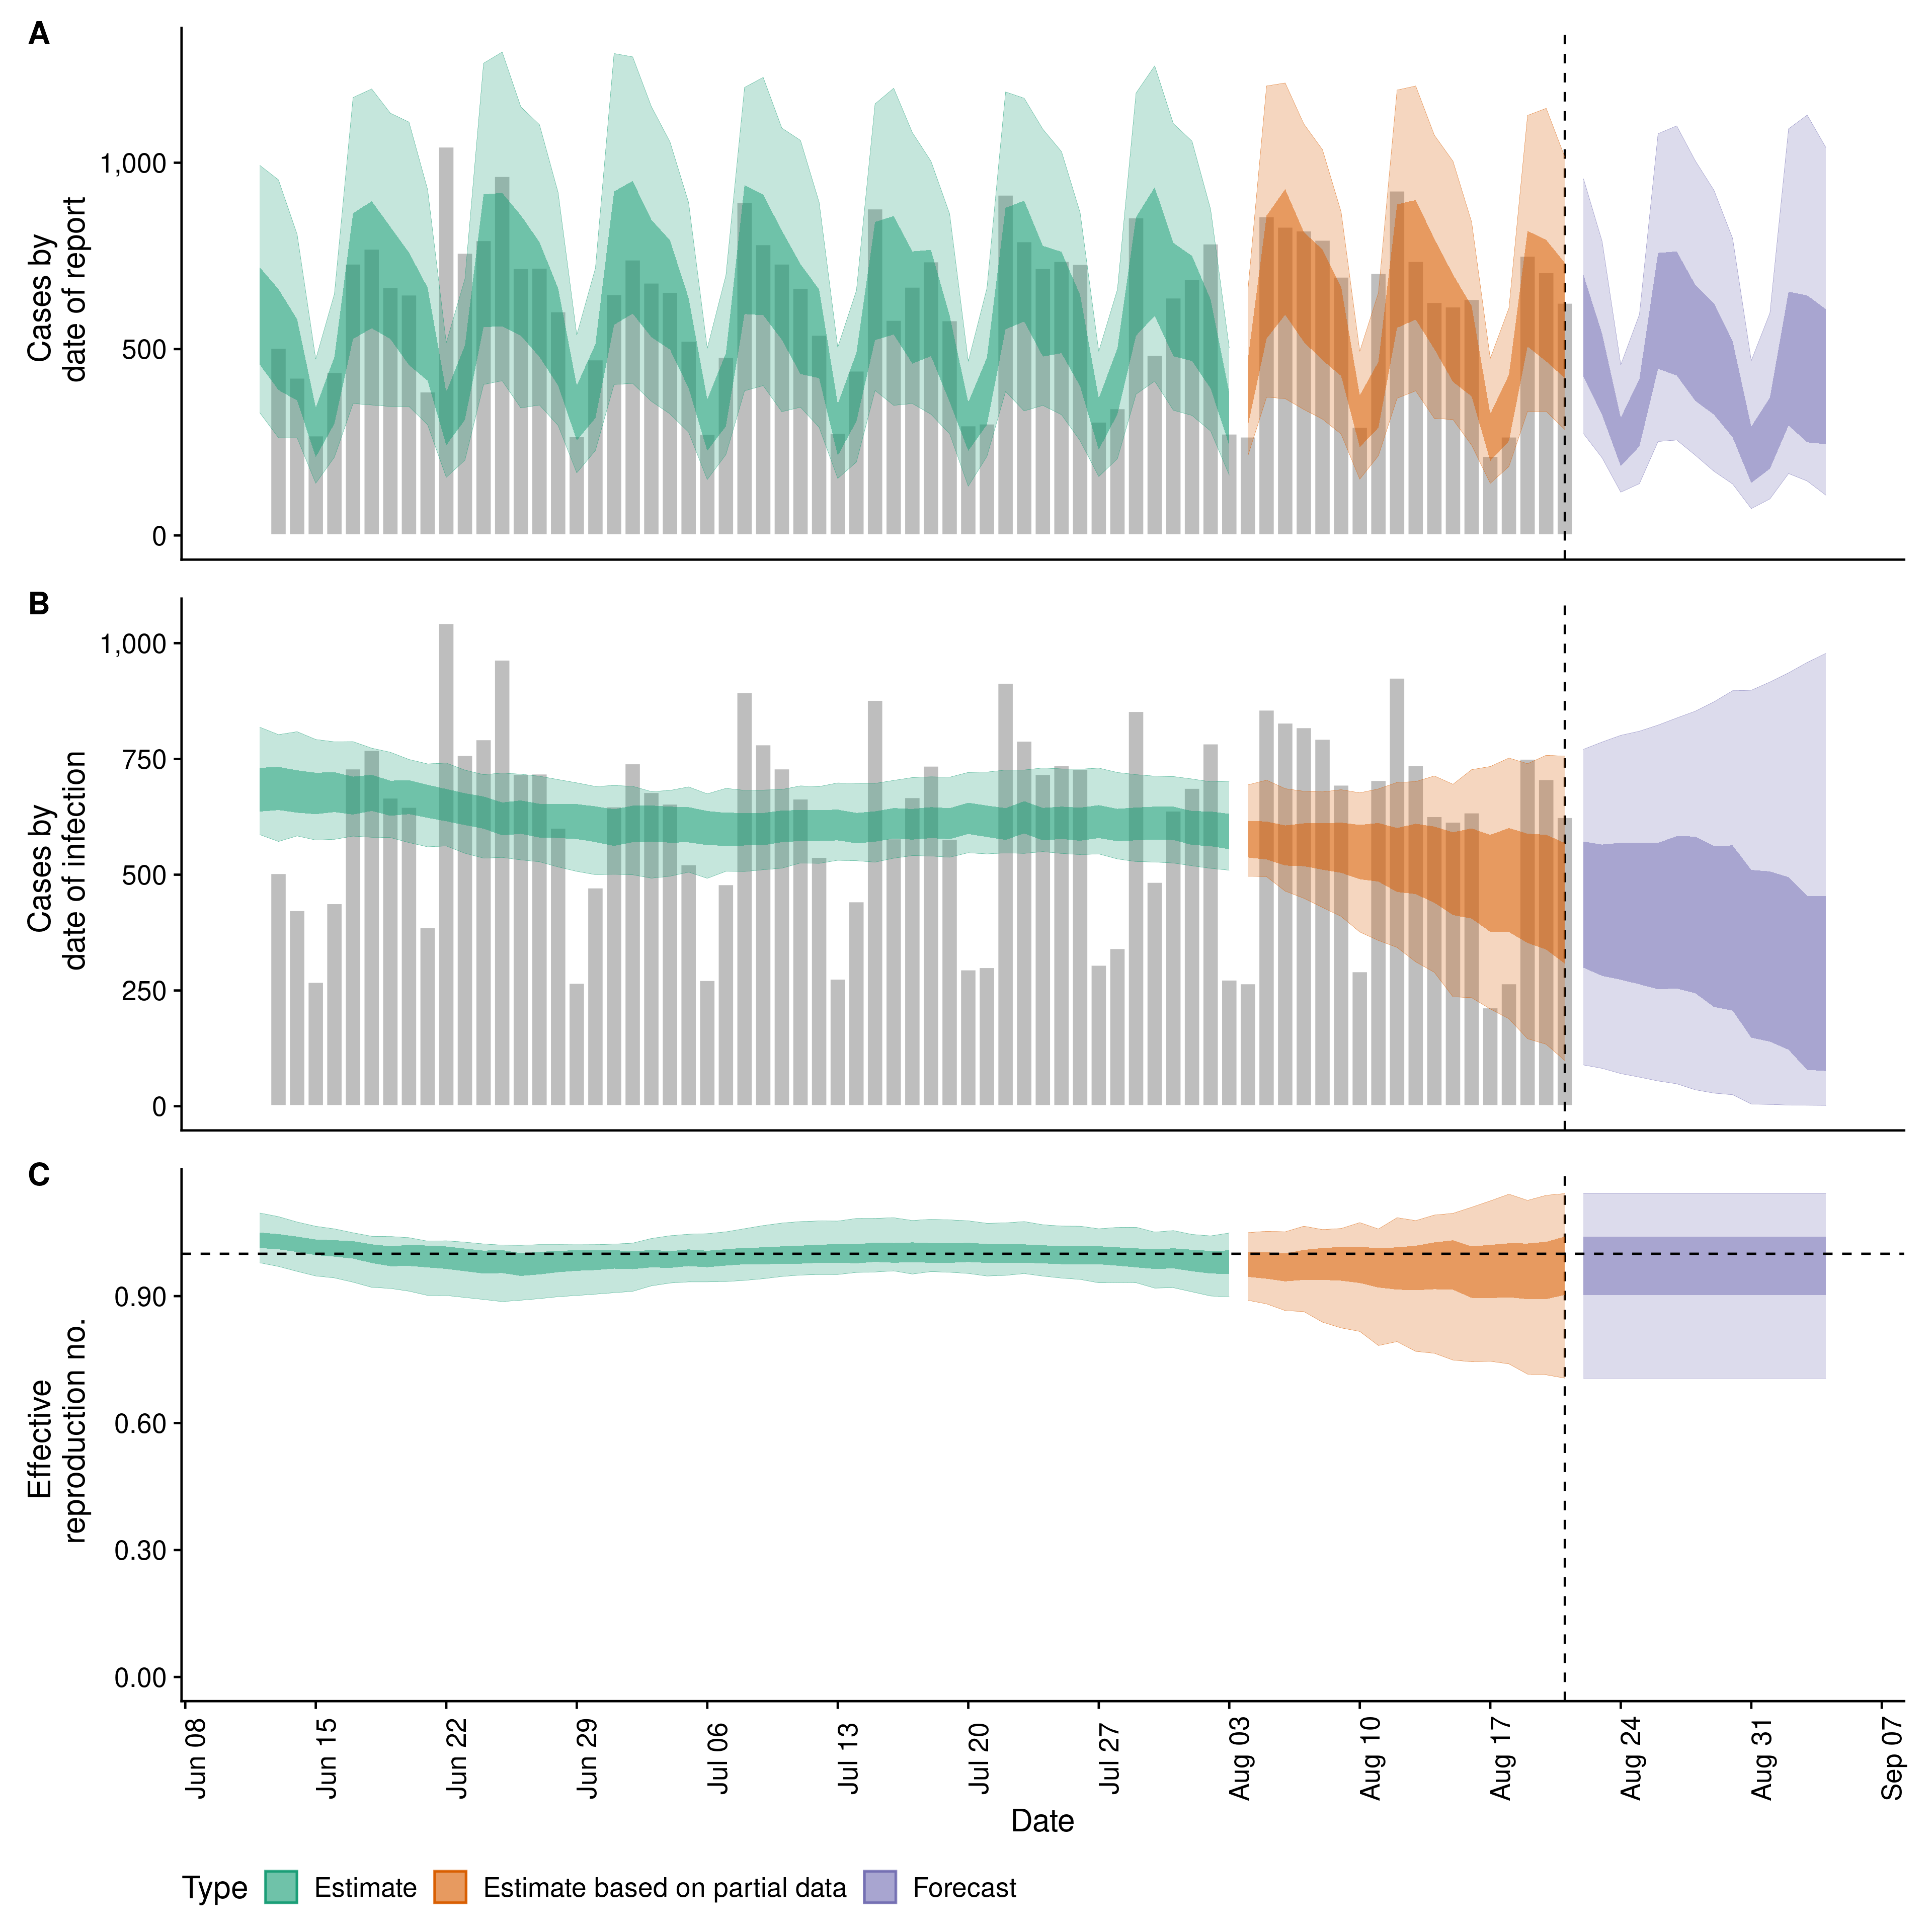 A
Cases by
date of report
1,000
500
0
B
Cases by
date of infection
1,000
750
500
250
0
C
Effective
reproduction no.
0.90
0.60
0.30
0.00
Jun 08
Jun 15
Jun 22
Jun 29
Jul 06
Jul 13
Jul 20
Jul 27
Aug 03
Aug 10
Aug 17
Aug 24
Aug 31
Sep 07
Date
Type Estimate Estimate based on partial data Forecast